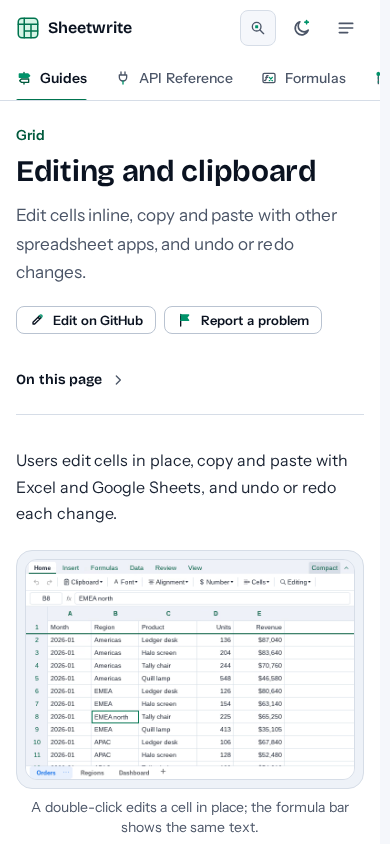 Sheetwrite
Guides API Reference Formulas
Grid
Editing and clipboard
Edit cells inline, copy and paste with other
spreadsheet apps, and undo or redo
changes.
Edit on GitHub Report a problem
On this page
Users edit cells in place, copy and paste with
Excel and Google Sheets, and undo or redo
each change.
Home Insert Formulas Data Review View Compact
Clipboard Font Alignment Number Cells Editing
B8 fx EMEA north
A B C D E
1 Month Region Product Units Revenue
2 2026-01 Americas Ledger desk 136 $87,040
3 2026-01 Americas Halo screen 204 $83,640
4 2026-01 Americas Tally chair 244 $70,760
5 2026-01 Americas Quill lamp 548 $46,580
6 2026-01 EMEA Ledger desk 126 $80,640
7 2026-01 EMEA Halo screen 154 $63,140
8 2026-01 EMEA north Tally chair 225 $65,250
9 2026-01 EMEA Quill lamp 413 $35,105
10 2026-01 APAC Ledger desk 106 $67,840
11 2026-01 APAC Halo screen 128 $52,480
Orders Regions Dashboard +
A double-click edits a cell in place; the formula bar
shows the same text.